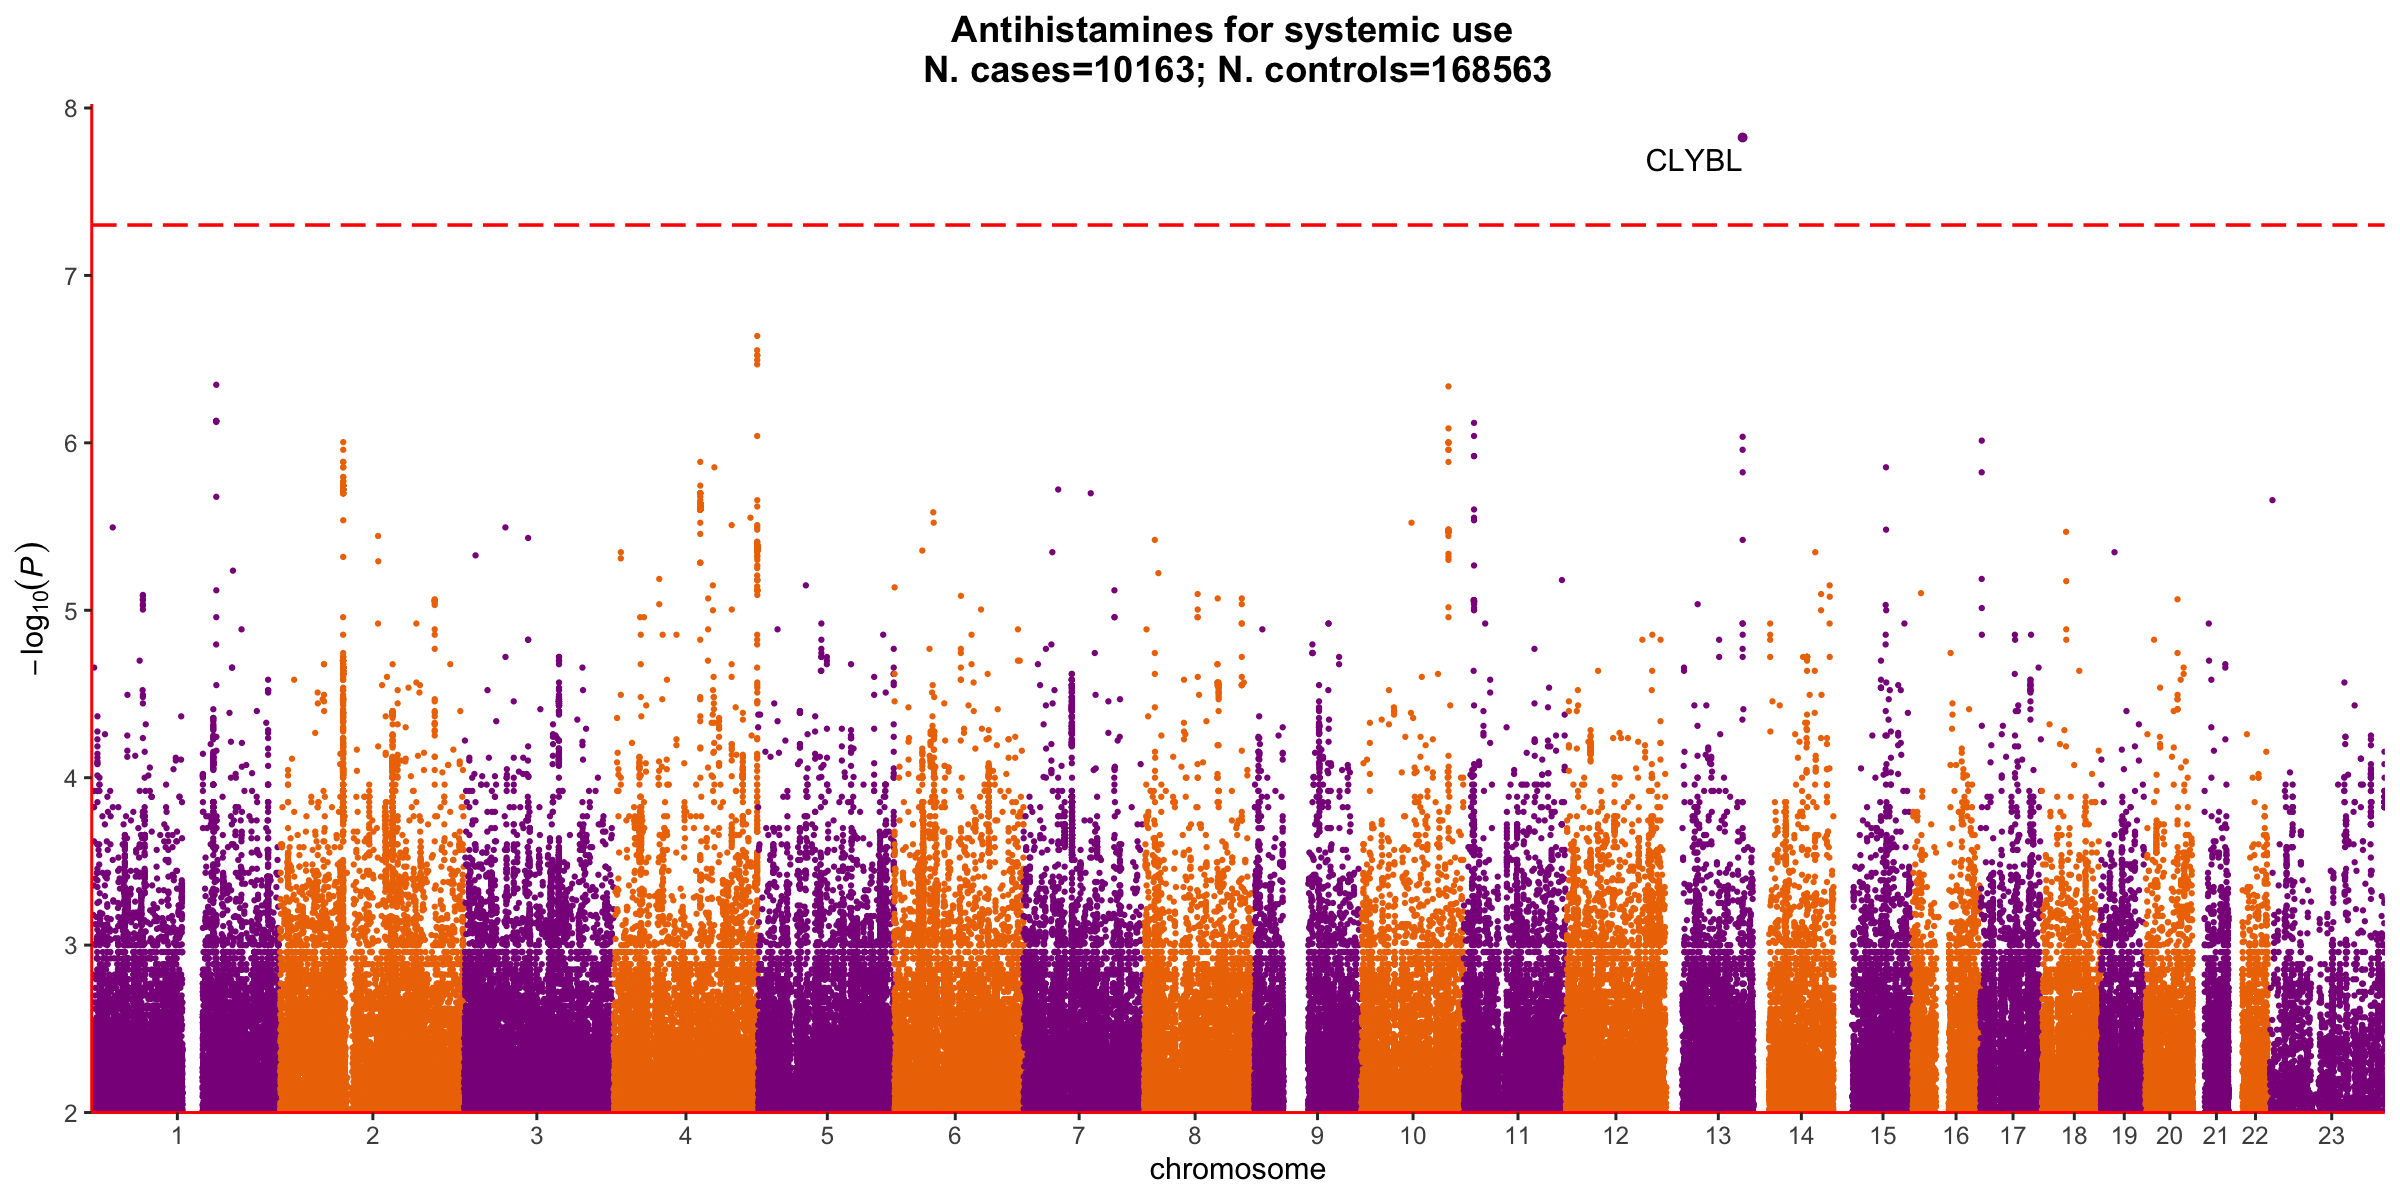 Antihistamines for systemic use
N. cases=10163; N. controls=168563
8
CLYBL
7
6
5
4
3
2
−log10(P)
1 2 3 4 5 6 7 8 9 10 11 12 13 14 15 16 17 18 19 20 21 22 23
chromosome